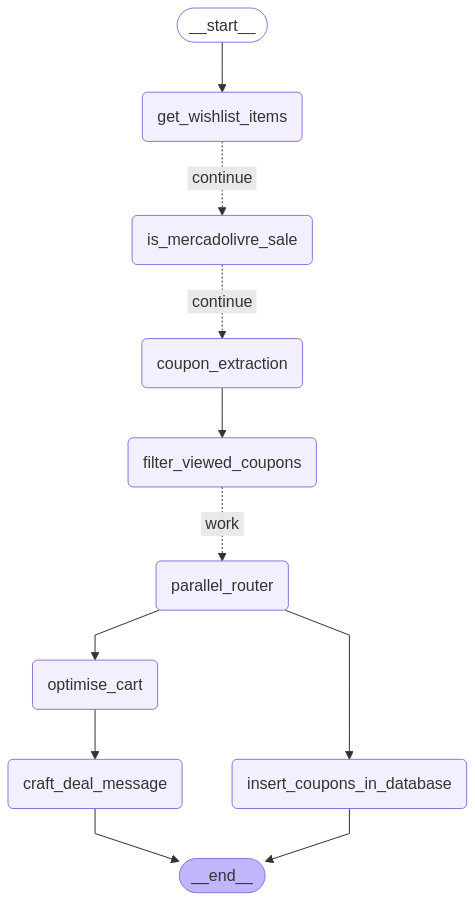 __start__
get_wishlist_items
continue
is_mercadolivre_sale
continue
coupon_extraction
filter_viewed_coupons
work
parallel_router
optimise_cart
craft_deal_message
insert_coupons_in_database
__end__